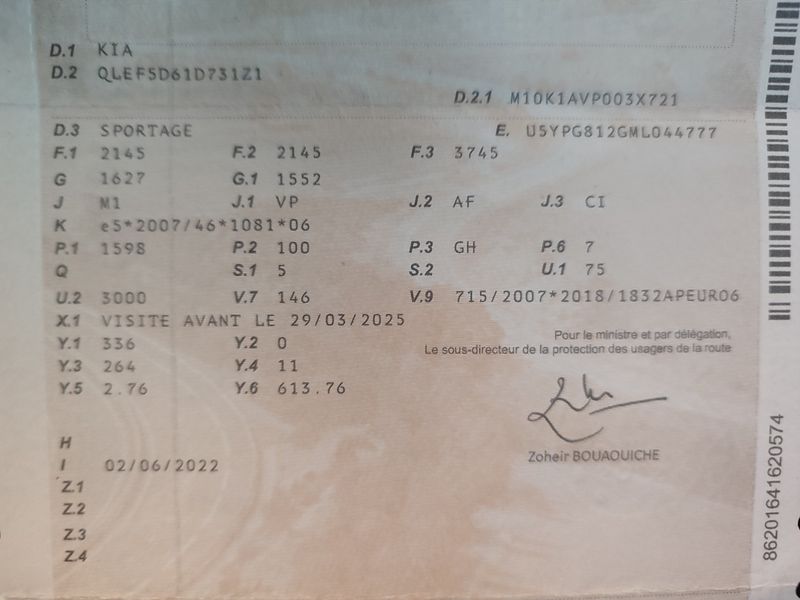 D.1 KIA
D.2 QLEF5D61D731Z1
D.2.1 M10K1AVP003X721
D.3 SPORTAGE E. U5YPG812GML044777
F.1 2145 F.2 2145 F.3 3745
G 1627 G.1 1552
J M1 J.1 VP J.2 AF J.3 CI
K e5*2007/46*1081*06
P.1 1598 P.2 100 P.3 GH P.6 7
Q S.1 5 S.2 U.1 75
U.2 3000 V.7 146 V.9 715/2007*2018/1832APEURO6
X.1 VISITE AVANT LE 29/03/2025
Y.1 336 Y.2 0
Y.3 264 Y.4 11
Y.5 2.76 Y.6 613.76
Pour le ministre et par délégation,
Le sous-directeur de la protection des usagers de la route
Zoheir BOUAOUICHE
H
I 02/06/2022
Z.1
Z.2
Z.3
Z.4
86201641620574